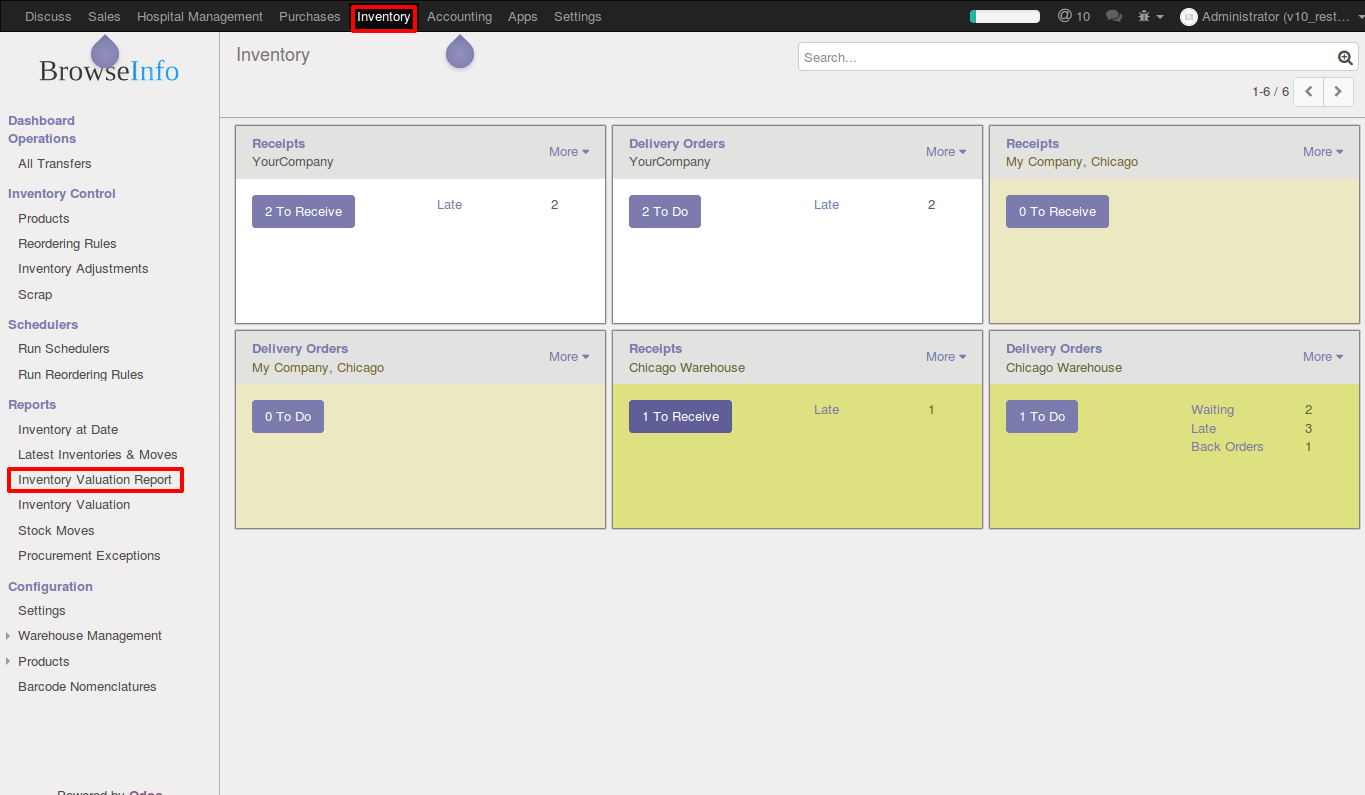 Discuss Sales Hospital Management Purchases Inventory Accounting Apps Settings @ 10 Administrator (v10_rest...
BrowseInfo
Dashboard
Operations
All Transfers
Inventory Control
Products
Reordering Rules
Inventory Adjustments
Scrap
Schedulers
Run Schedulers
Run Reordering Rules
Reports
Inventory at Date
Latest Inventories & Moves
Inventory Valuation Report
Inventory Valuation
Stock Moves
Procurement Exceptions
Configuration
Settings
Warehouse Management
Products
Barcode Nomenclatures
Powered by Odoo
Inventory
Search...
1-6 / 6
Receipts
YourCompany
More
2 To Receive
Late 2
Delivery Orders
YourCompany
More
2 To Do
Late 2
Receipts
My Company, Chicago
More
0 To Receive
Delivery Orders
My Company, Chicago
More
0 To Do
Receipts
Chicago Warehouse
More
1 To Receive
Late 1
Delivery Orders
Chicago Warehouse
More
1 To Do
Waiting 2
Late 3
Back Orders 1